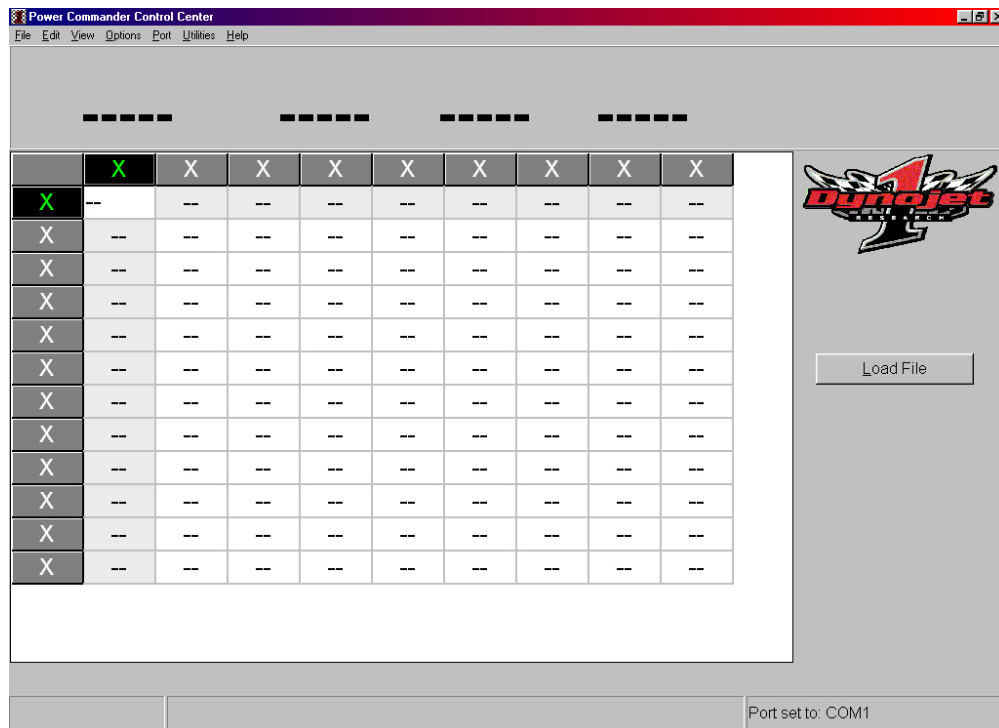 Power Commander Control Center
File Edit View Options Port Utilities Help
----- ----- ----- -----
X X X X X X X X X
X -- -- -- -- -- -- -- -- --
X -- -- -- -- -- -- -- -- --
X -- -- -- -- -- -- -- -- --
X -- -- -- -- -- -- -- -- --
X -- -- -- -- -- -- -- -- --
X -- -- -- -- -- -- -- -- --
X -- -- -- -- -- -- -- -- --
X -- -- -- -- -- -- -- -- --
X -- -- -- -- -- -- -- -- --
X -- -- -- -- -- -- -- -- --
X -- -- -- -- -- -- -- -- --
X -- -- -- -- -- -- -- -- --
1
Dynojet
RESEARCH
Load File
Port set to: COM1